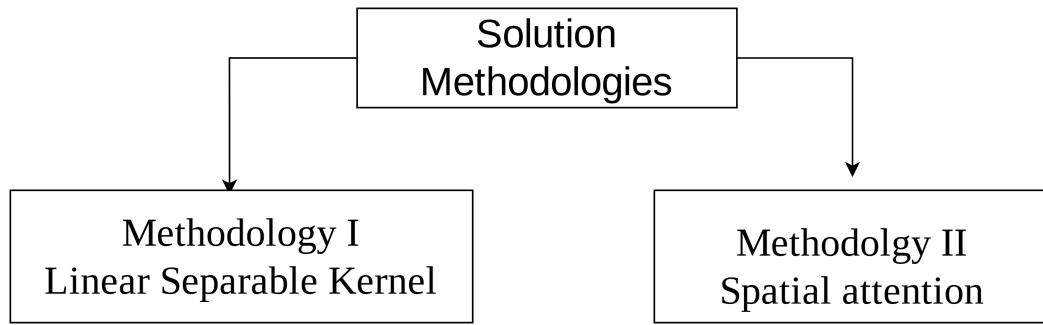 Solution
Methodologies
Methodology I
Linear Separable Kernel
Methodolgy II
Spatial attention